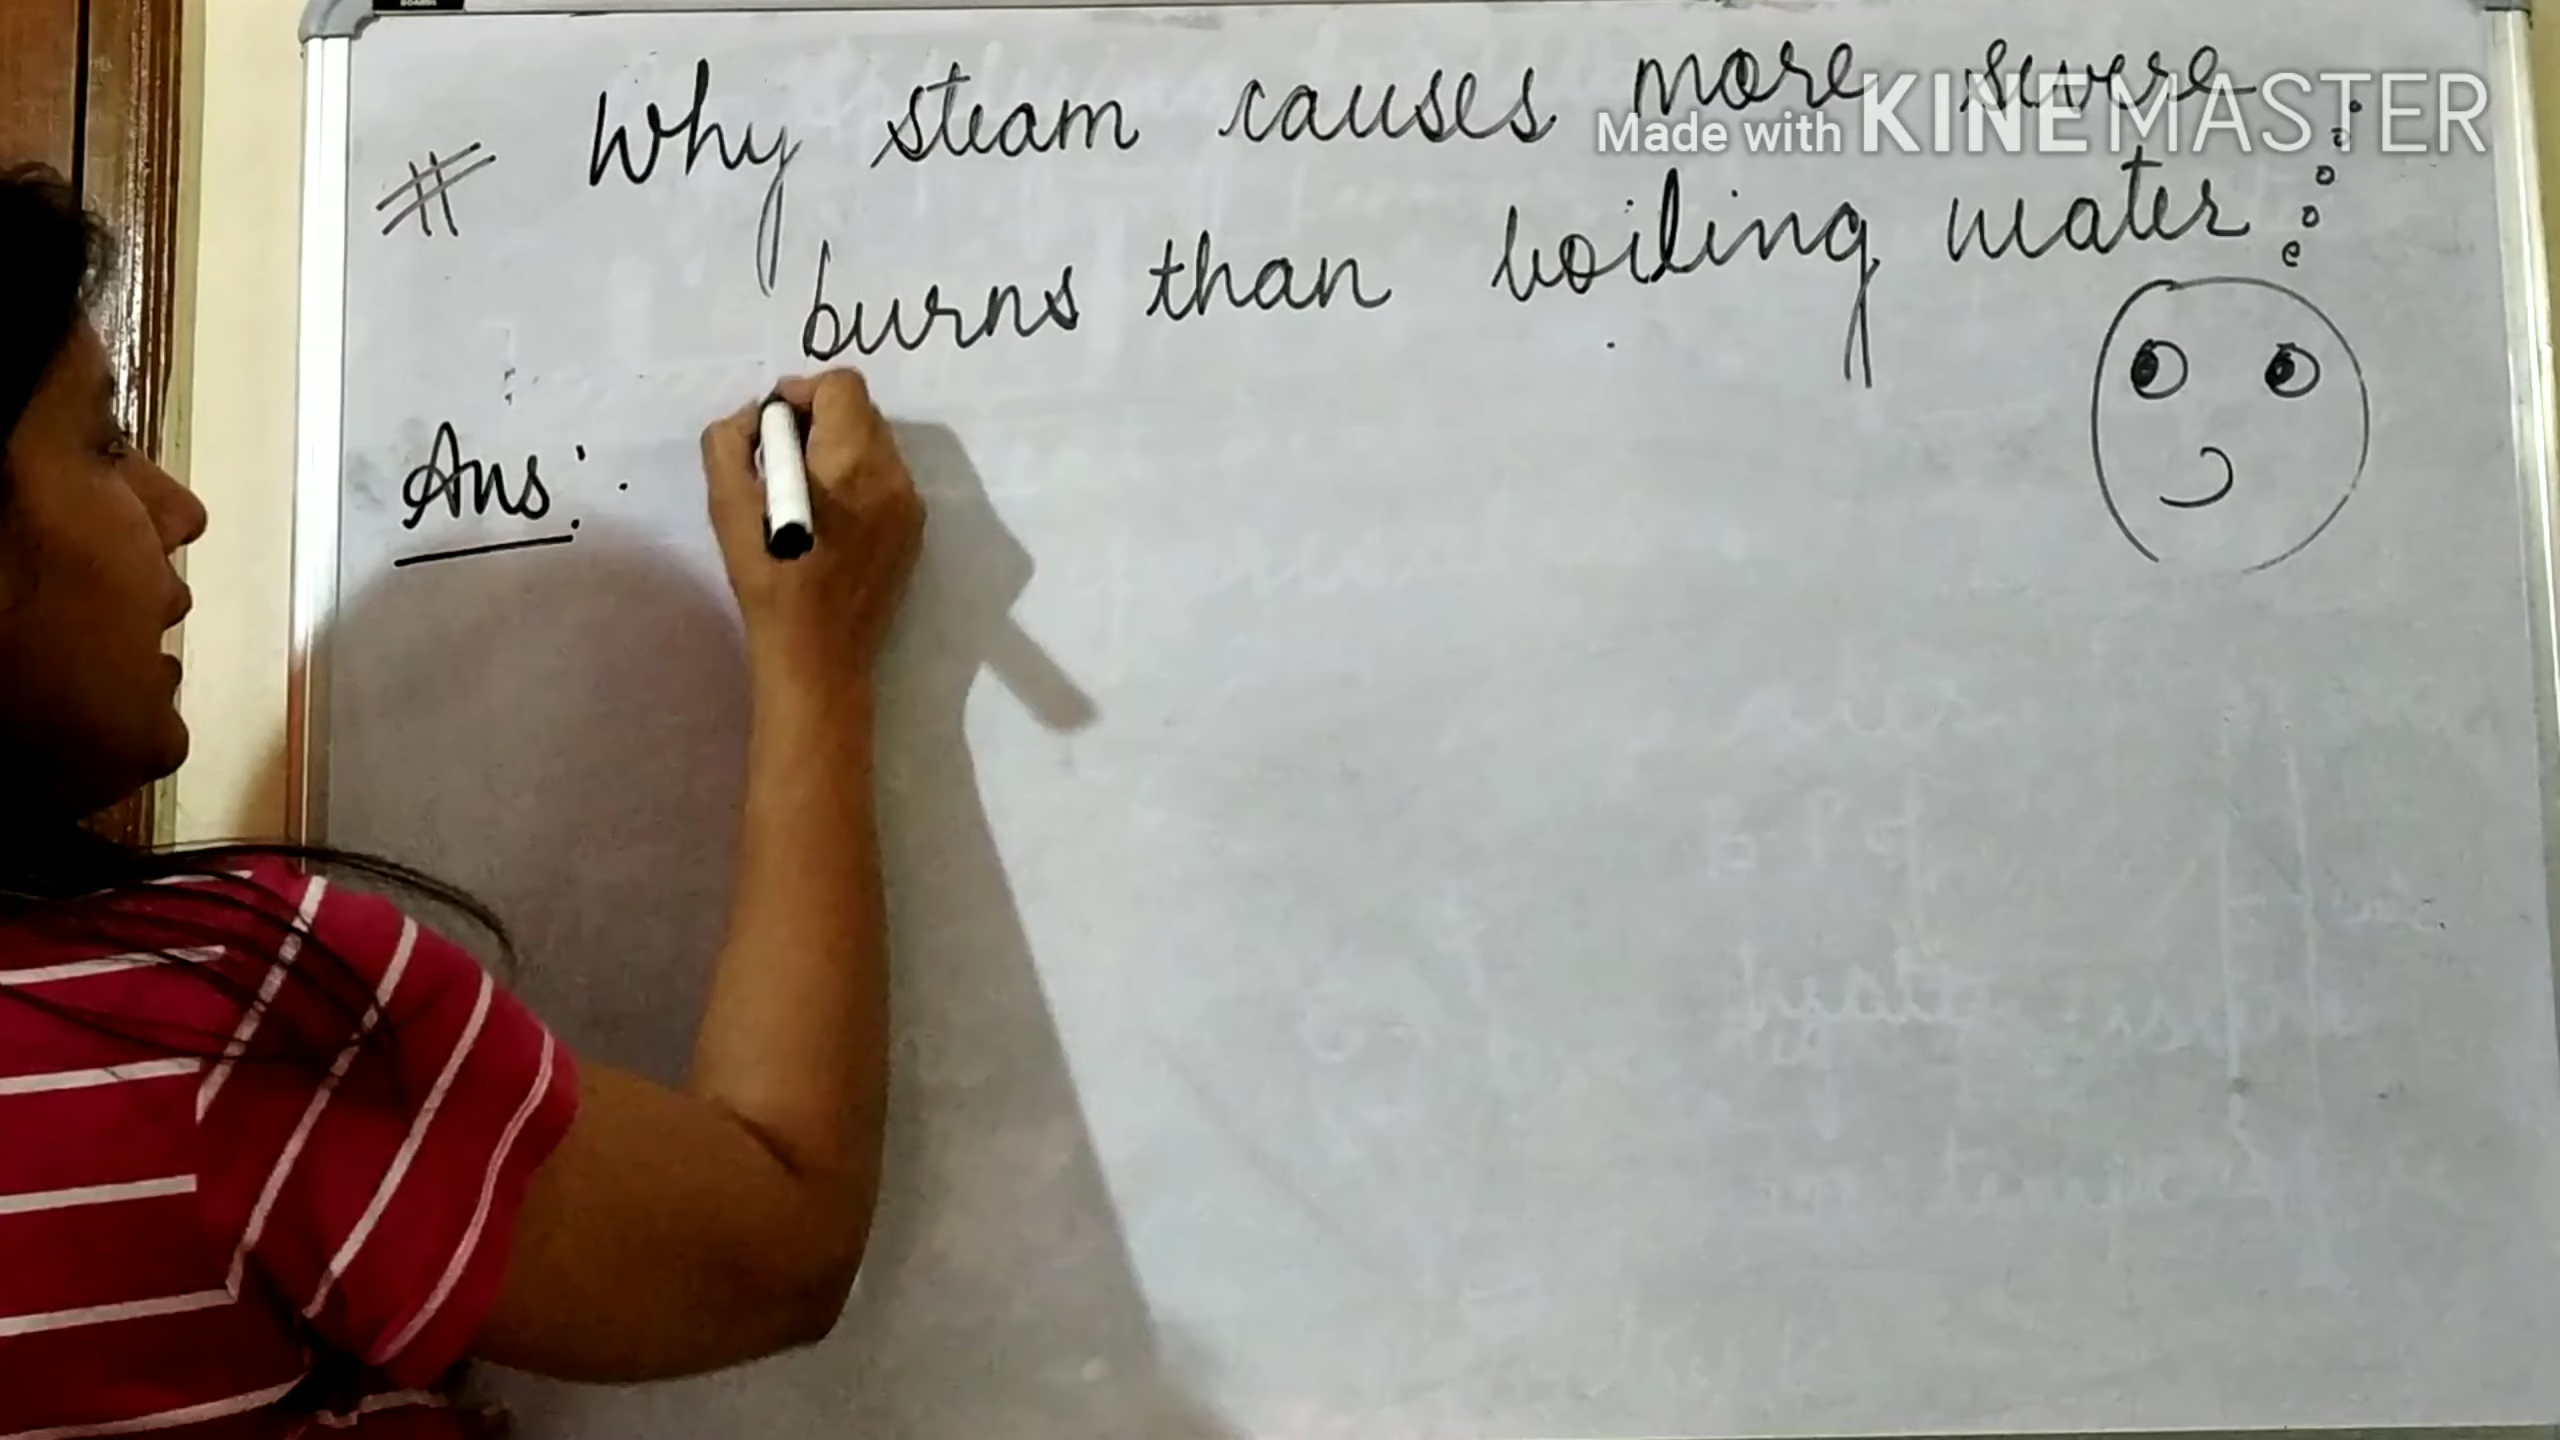 # Why steam causes more severe
Made with KINEMASTER
burns than boiling water
Ans: